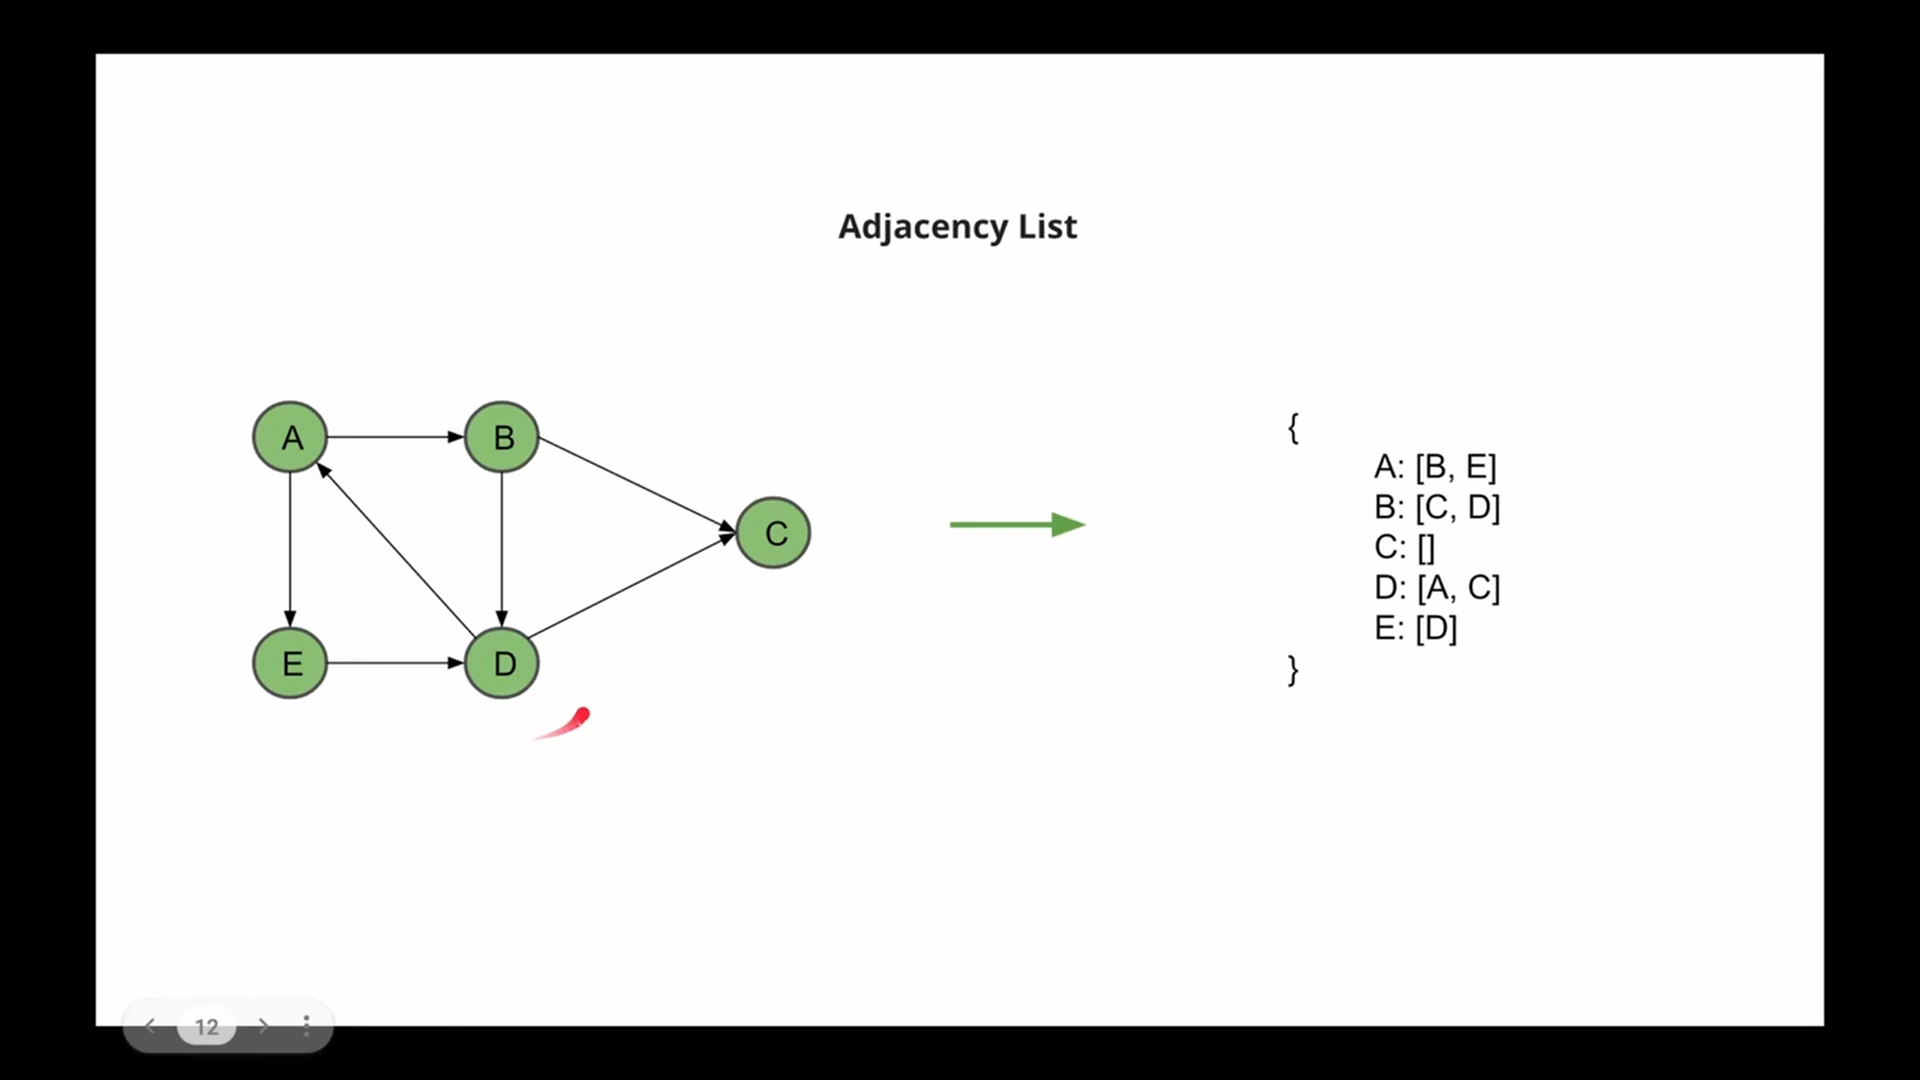 Adjacency List
A
B
C
E
D
{
A: [B, E]
B: [C, D]
C: []
D: [A, C]
E: [D]
}
12